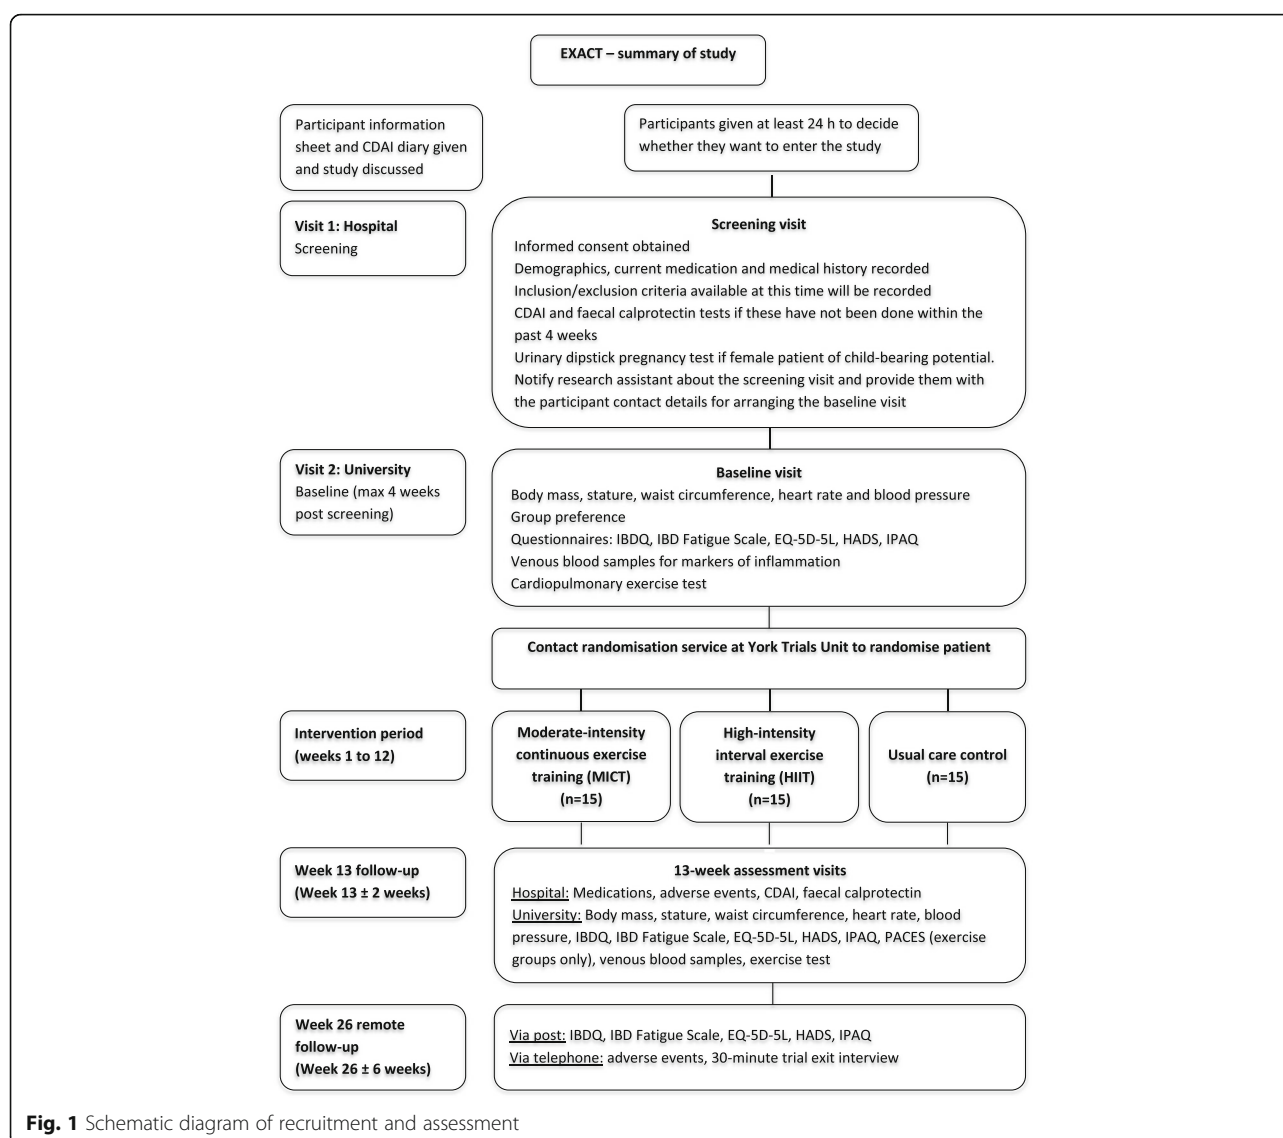 EXACT – summary of study
Participant information
sheet and CDAI diary given
and study discussed
Participants given at least 24 h to decide
whether they want to enter the study
Visit 1: Hospital
Screening
Screening visit
Informed consent obtained
Demographics, current medication and medical history recorded
Inclusion/exclusion criteria available at this time will be recorded
CDAI and faecal calprotectin tests if these have not been done within the
past 4 weeks
Urinary dipstick pregnancy test if female patient of child-bearing potential.
Notify research assistant about the screening visit and provide them with
the participant contact details for arranging the baseline visit
Visit 2: University
Baseline (max 4 weeks
post screening)
Baseline visit
Body mass, stature, waist circumference, heart rate and blood pressure
Group preference
Questionnaires: IBDQ, IBD Fatigue Scale, EQ-5D-5L, HADS, IPAQ
Venous blood samples for markers of inflammation
Cardiopulmonary exercise test
Contact randomisation service at York Trials Unit to randomise patient
Intervention period
(weeks 1 to 12)
Moderate-intensity
continuous exercise
training (MICT)
(n=15)
High-intensity
interval exercise
training (HIIT)
(n=15)
Usual care control
(n=15)
Week 13 follow-up
(Week 13 ± 2 weeks)
13-week assessment visits
Hospital: Medications, adverse events, CDAI, faecal calprotectin
University: Body mass, stature, waist circumference, heart rate, blood
pressure, IBDQ, IBD Fatigue Scale, EQ-5D-5L, HADS, IPAQ, PACES (exercise
groups only), venous blood samples, exercise test
Week 26 remote
follow-up
(Week 26 ± 6 weeks)
Via post: IBDQ, IBD Fatigue Scale, EQ-5D-5L, HADS, IPAQ
Via telephone: adverse events, 30-minute trial exit interview
Fig. 1 Schematic diagram of recruitment and assessment